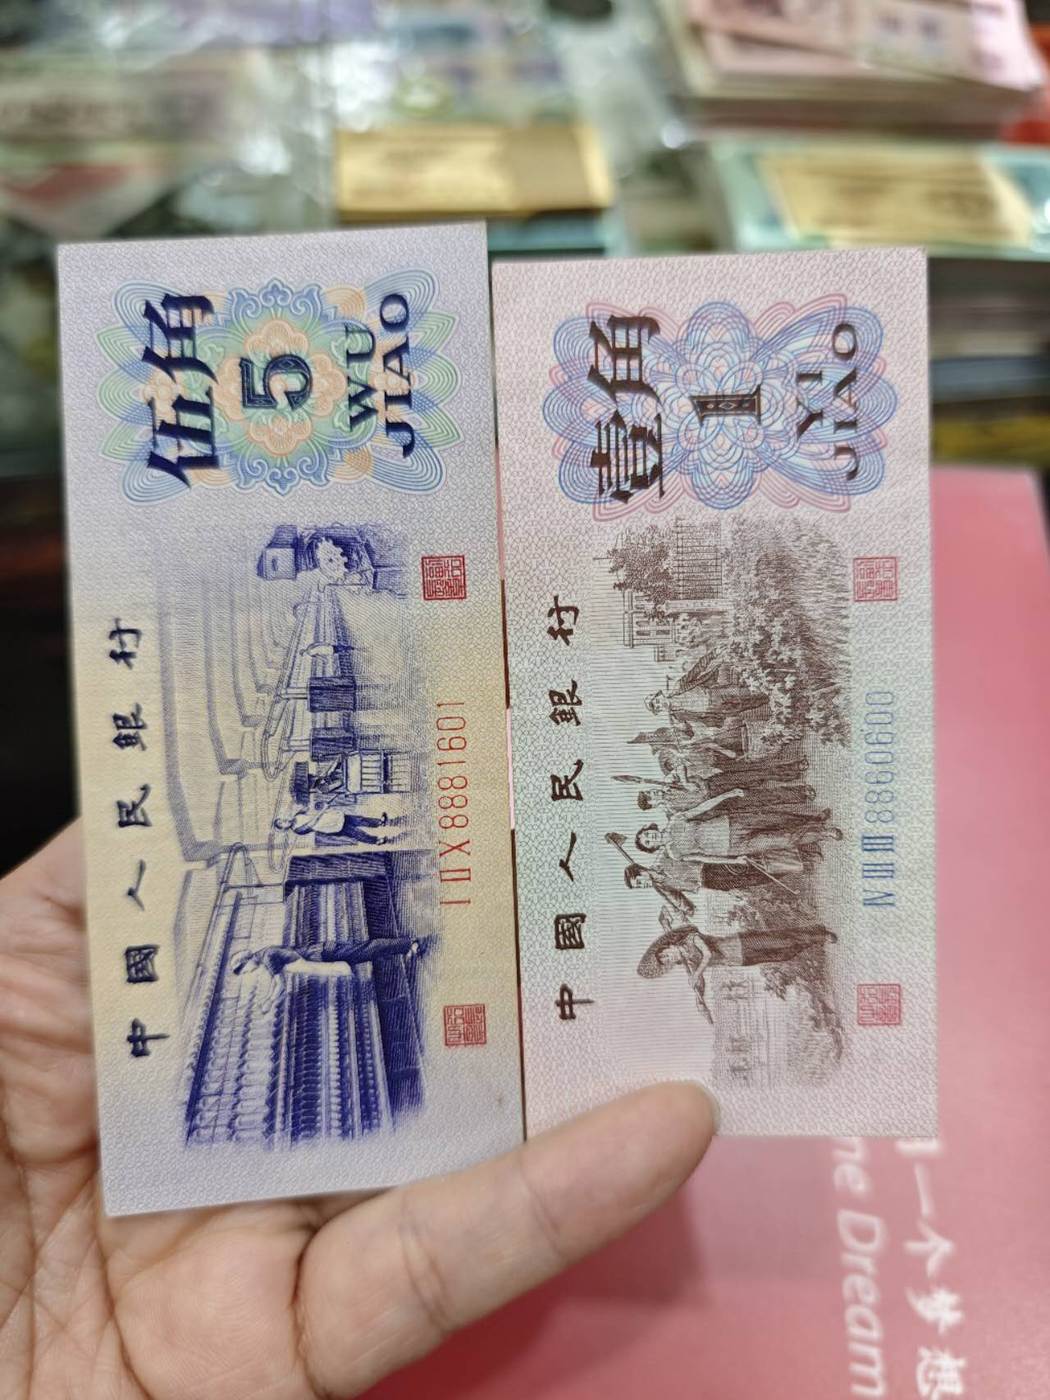 中國人民銀行
伍角
5
WU
JIAO
I II X 8881601
中國人民銀行
壹角
1
YI
JIAO
IV III III 8860600
一个梦想
ne Dream